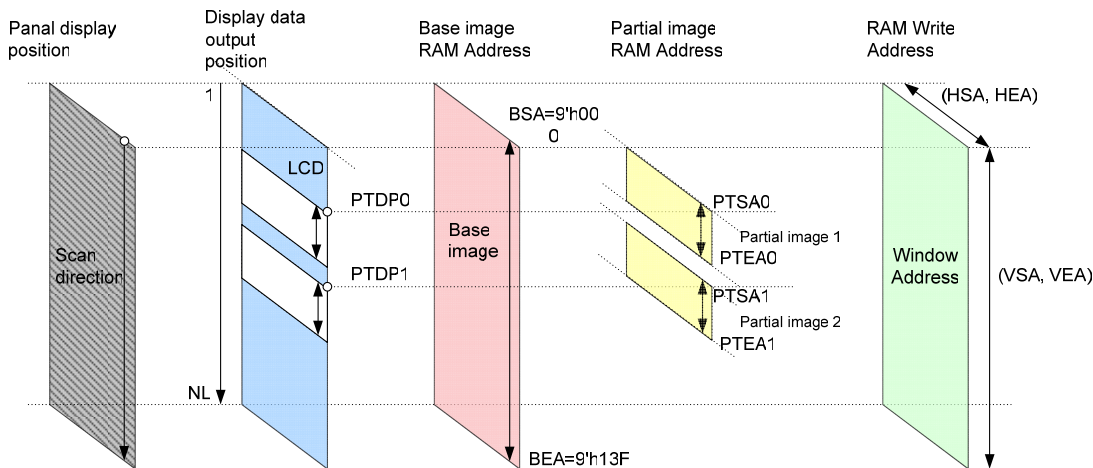 Panal display
position
Display data
output
position
Base image
RAM Address
Partial image
RAM Address
RAM Write
Address
1
(HSA, HEA)
BSA=9'h00
0
LCD
PTDP0
PTSA0
Partial image 1
Scan
direction
Base
image
PTEA0
Window
Address
PTDP1
(VSA, VEA)
PTSA1
Partial image 2
PTEA1
NL
BEA=9'h13F